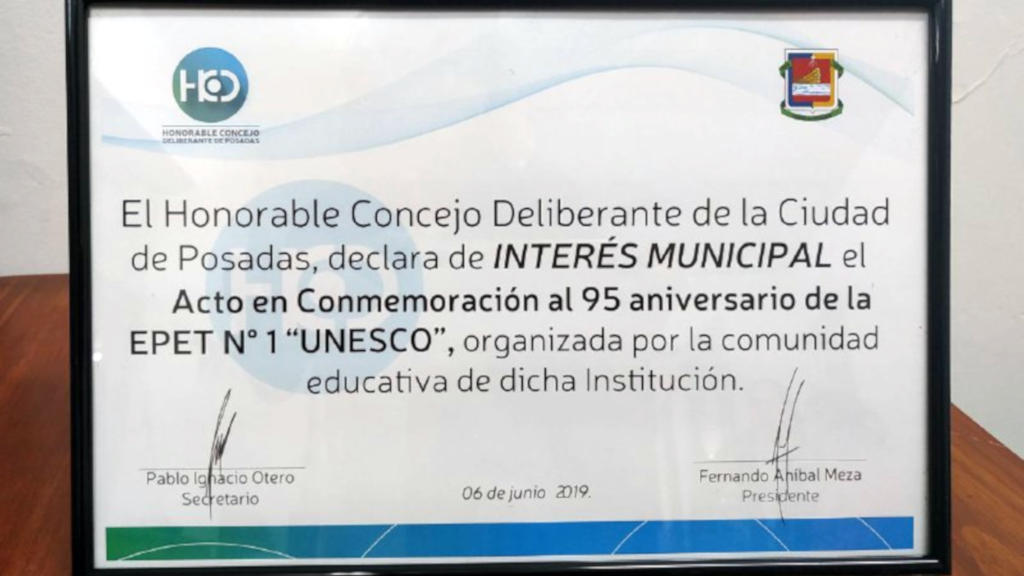 HCD
HONORABLE CONCEJO
DELIBERANTE DE POSADAS
El Honorable Concejo Deliberante de la Ciudad
de Posadas, declara de INTERÉS MUNICIPAL el
Acto en Conmemoración al 95 aniversario de la
EPET N° 1 “UNESCO”, organizada por la comunidad
educativa de dicha Institución.
Pablo Ignacio Otero
Secretario
06 de junio 2019.
Fernando Aníbal Meza
Presidente